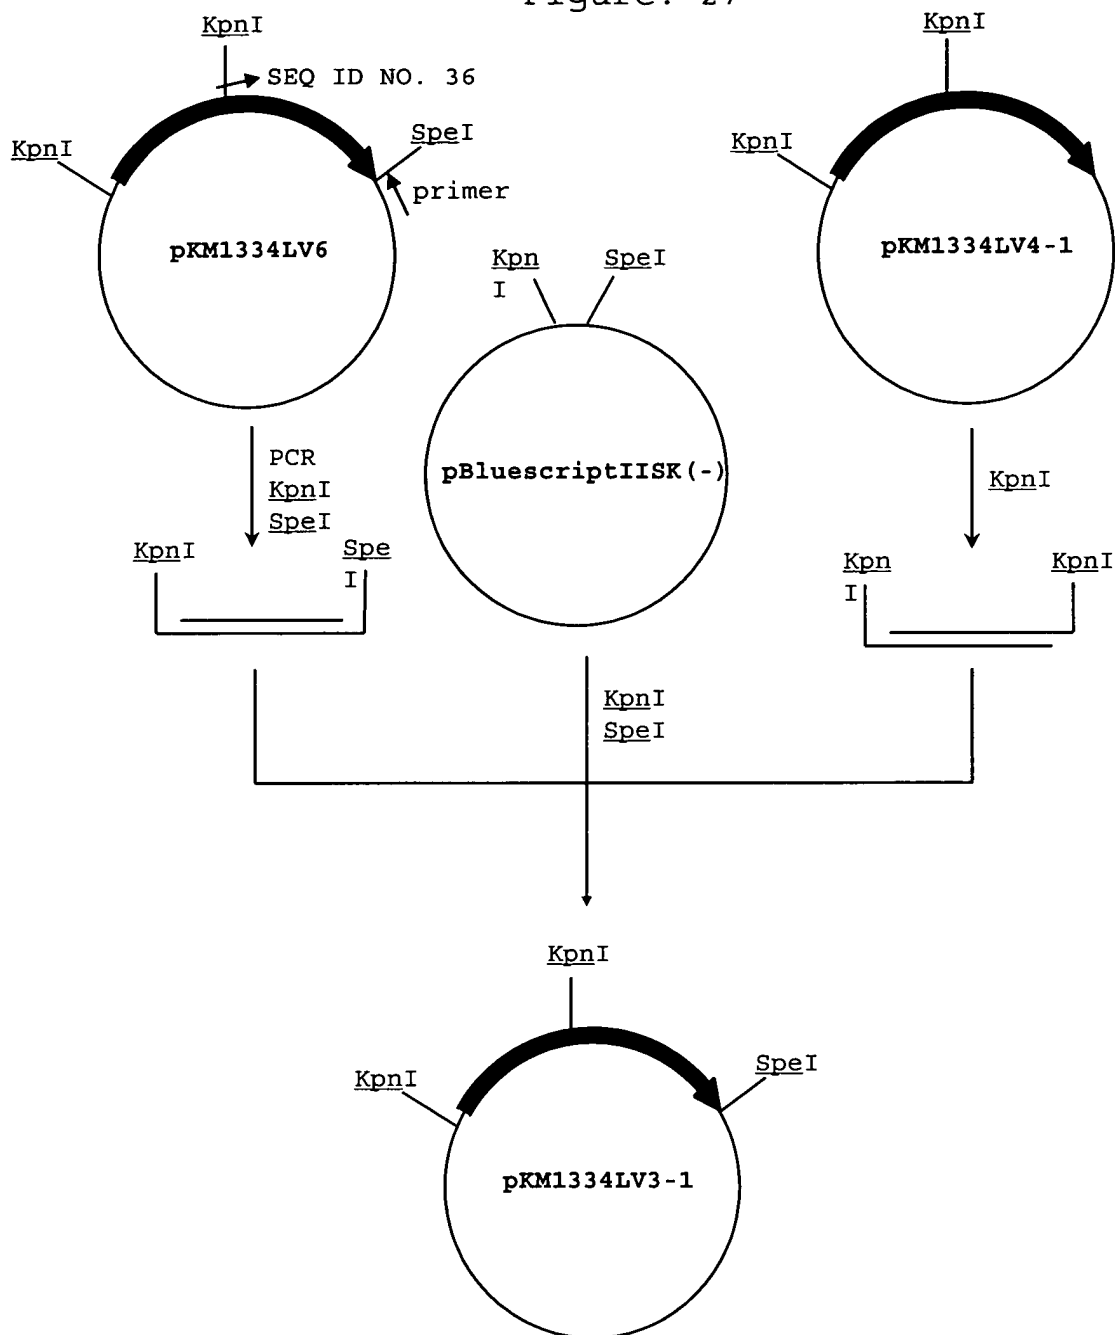 Figure. 27
KpnI
KpnI
SEQ ID NO. 36
SpeI
KpnI
KpnI
primer
pKM1334LV6
pKM1334LV4-1
Kpn
I
SpeI
pBluescriptIISK(-)
PCR
KpnI
SpeI
KpnI
KpnI
Spe
I
Kpn
I
KpnI
KpnI
SpeI
KpnI
KpnI
SpeI
pKM1334LV3-1